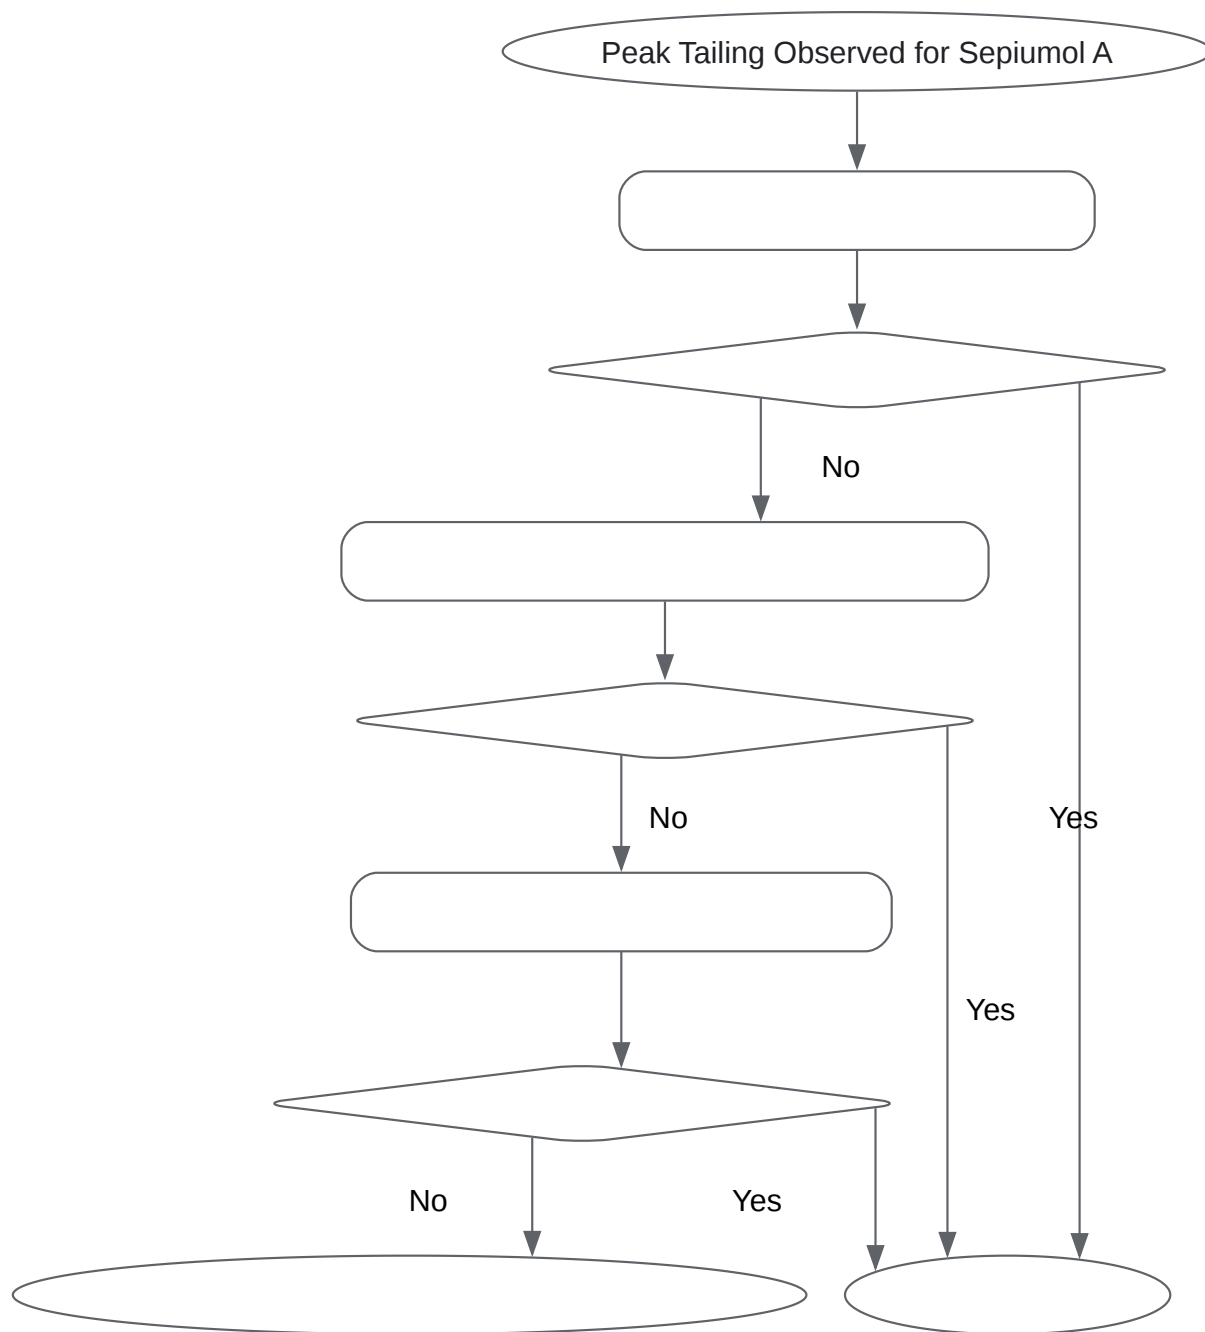 Peak Tailing Observed for Sepiumol A
No
No
Yes
Yes
No
Yes